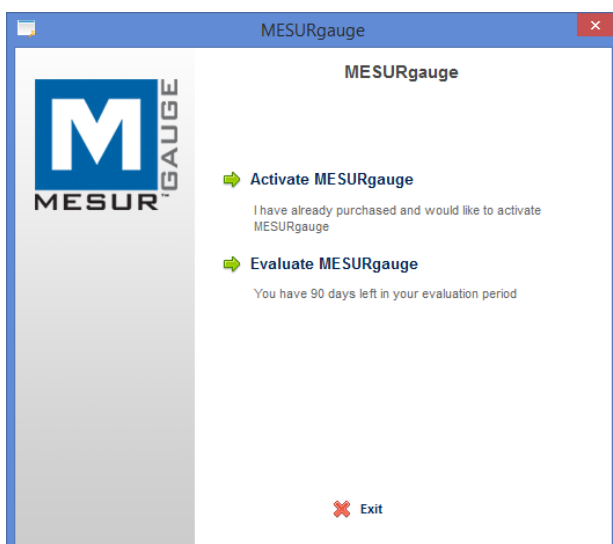 MESURgauge
MESURgauge
M
GAUGE
MESUR™
Activate MESURgauge
I have already purchased and would like to activate
MESURgauge
Evaluate MESURgauge
You have 90 days left in your evaluation period
Exit